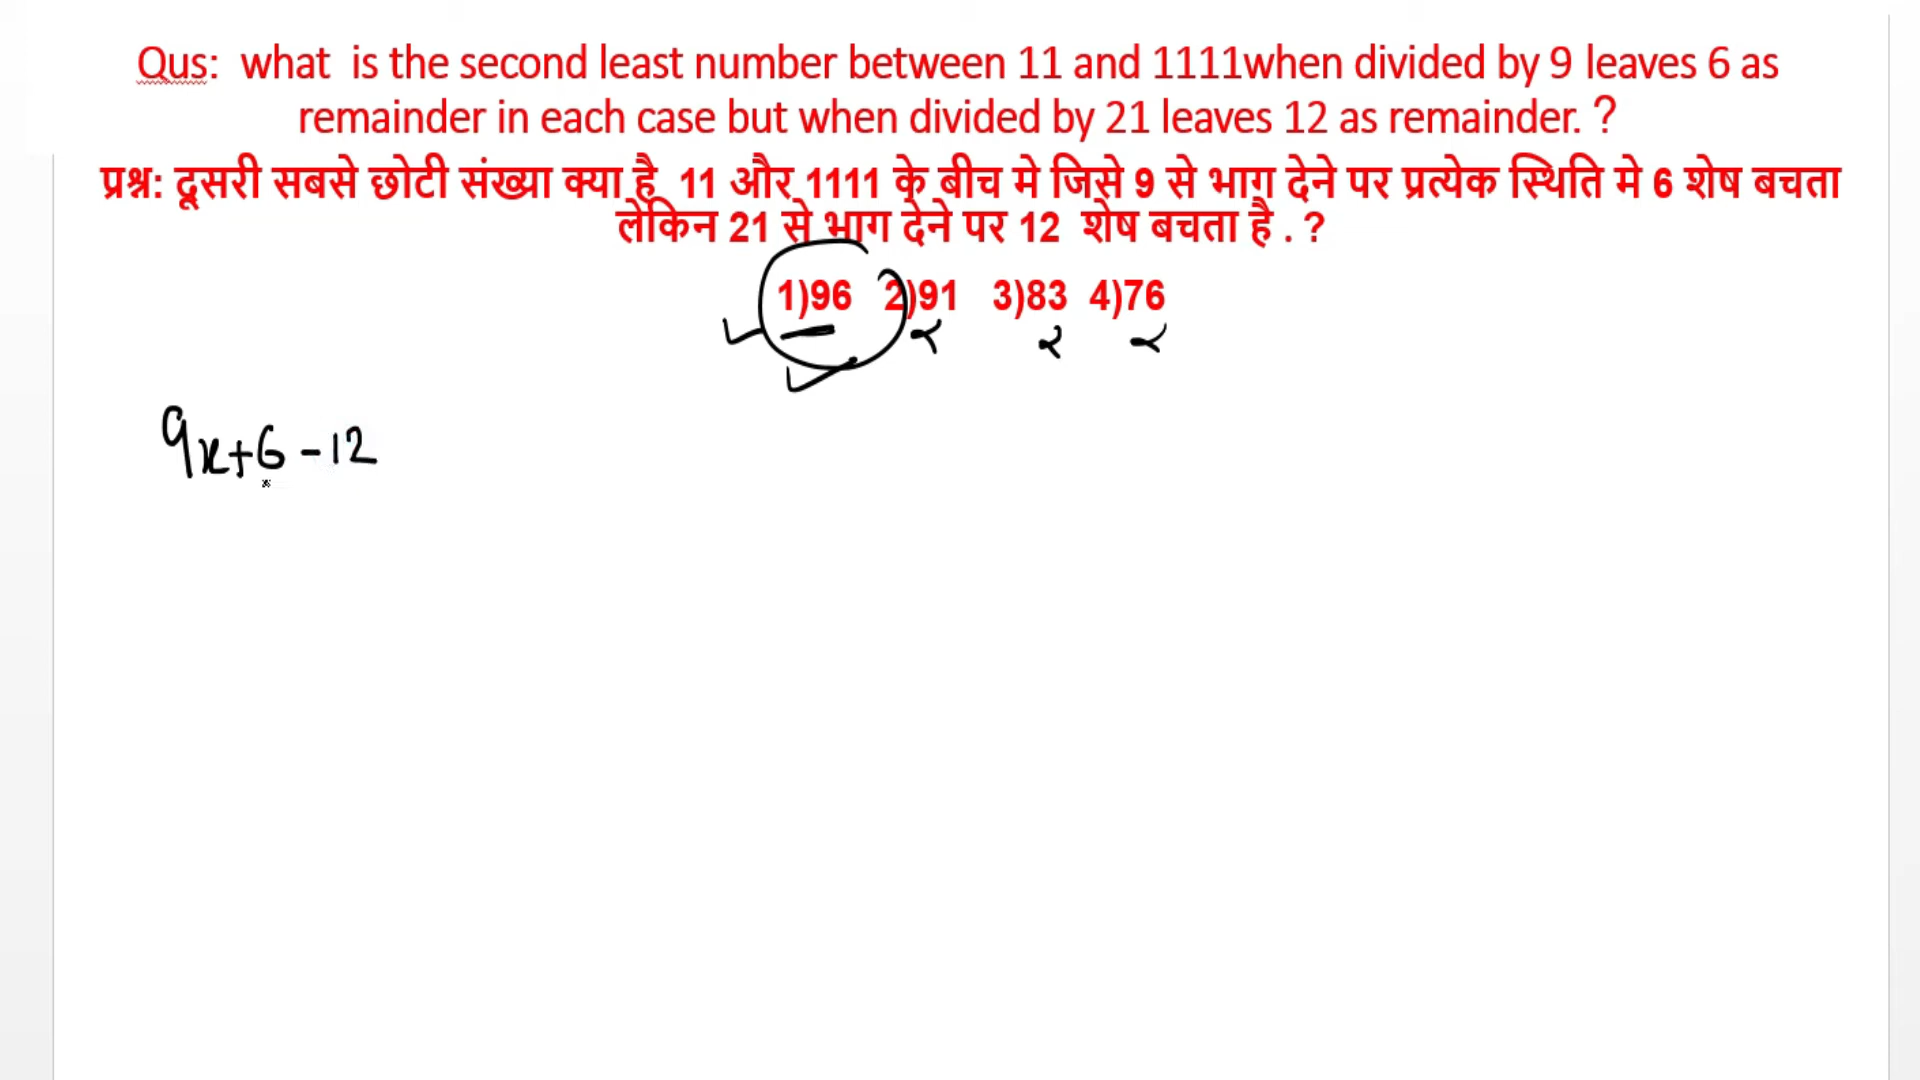 Qus: what is the second least number between 11 and 1111when divided by 9 leaves 6 as
remainder in each case but when divided by 21 leaves 12 as remainder. ?
प्रश्न: दूसरी सबसे छोटी संख्या क्या है 11 और 1111 के बीच मे जिसे 9 से भाग देने पर प्रत्येक स्थिति मे 6 शेष बचता
लेकिन 21 से भाग देने पर 12 शेष बचता है . ?
1)96 2)91 3)83 4)76
9x+6-12